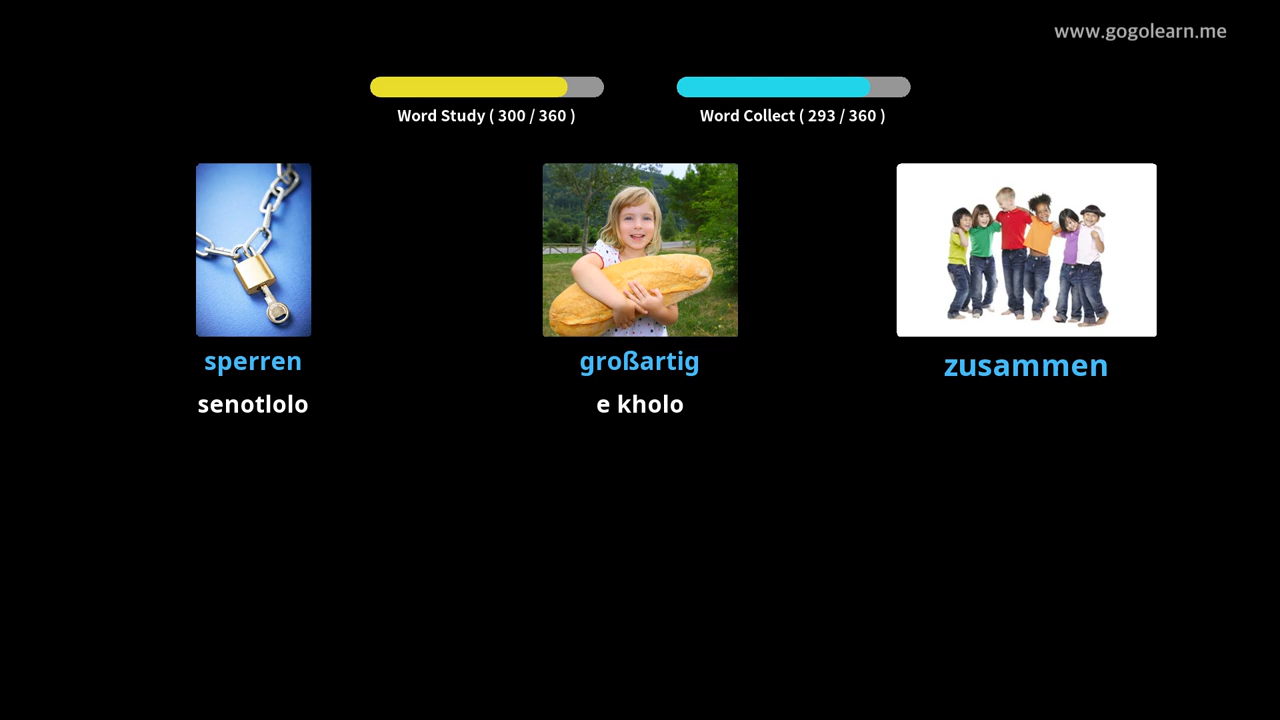 www.gogolearn.me
Word Study ( 300 / 360 )
Word Collect ( 293 / 360 )
sperren
großartig
zusammen
senotlolo
e kholo